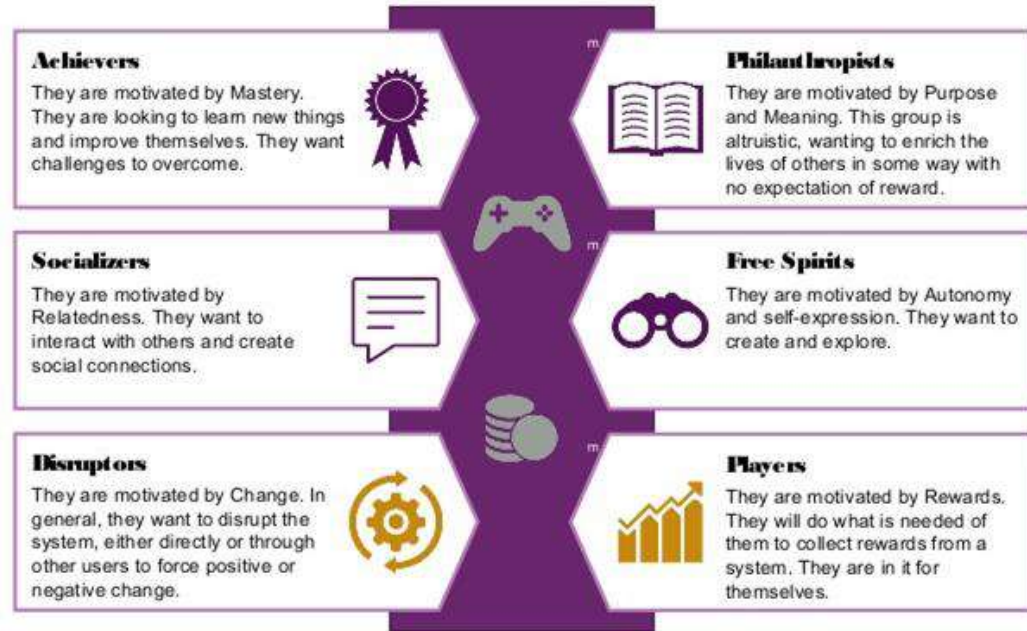 Achievers
They are motivated by Mastery.
They are looking to learn new things
and improve themselves. They want
challenges to overcome.
m
Philanthropists
They are motivated by Purpose
and Meaning. This group is
altruistic, wanting to enrich the
lives of others in some way with
no expectation of reward.
Socializers
They are motivated by
Relatedness. They want to
interact with others and create
social connections.
m
Free Spirits
They are motivated by Autonomy
and self-expression. They want to
create and explore.
Disruptors
They are motivated by Change. In
general, they want to disrupt the
system, either directly or through
other users to force positive or
negative change.
m
Players
They are motivated by Rewards.
They will do what is needed of
them to collect rewards from a
system. They are in it for
themselves.